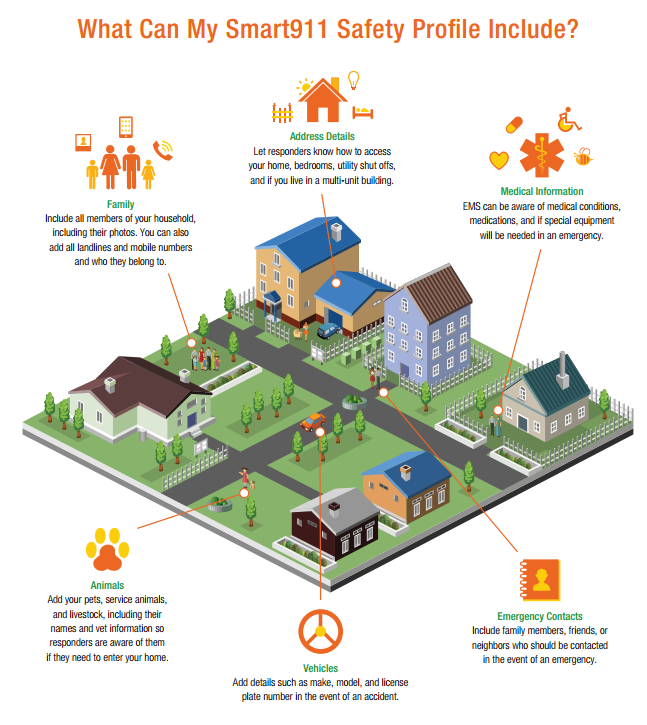 What Can My Smart911 Safety Profile Include?
Address Details
Let responders know how to access
your home, bedrooms, utility shut offs,
and if you live in a multi-unit building.
Family
Include all members of your household,
including their photos. You can also
add all landlines and mobile numbers
and who they belong to.
Medical Information
EMS can be aware of medical conditions,
medications, and if special equipment
will be needed in an emergency.
Animals
Add your pets, service animals,
and livestock, including their
names and vet information so
responders are aware of them
if they need to enter your home.
Vehicles
Add details such as make, model, and license
plate number in the event of an accident.
Emergency Contacts
Include family members, friends, or
neighbors who should be contacted
in the event of an emergency.